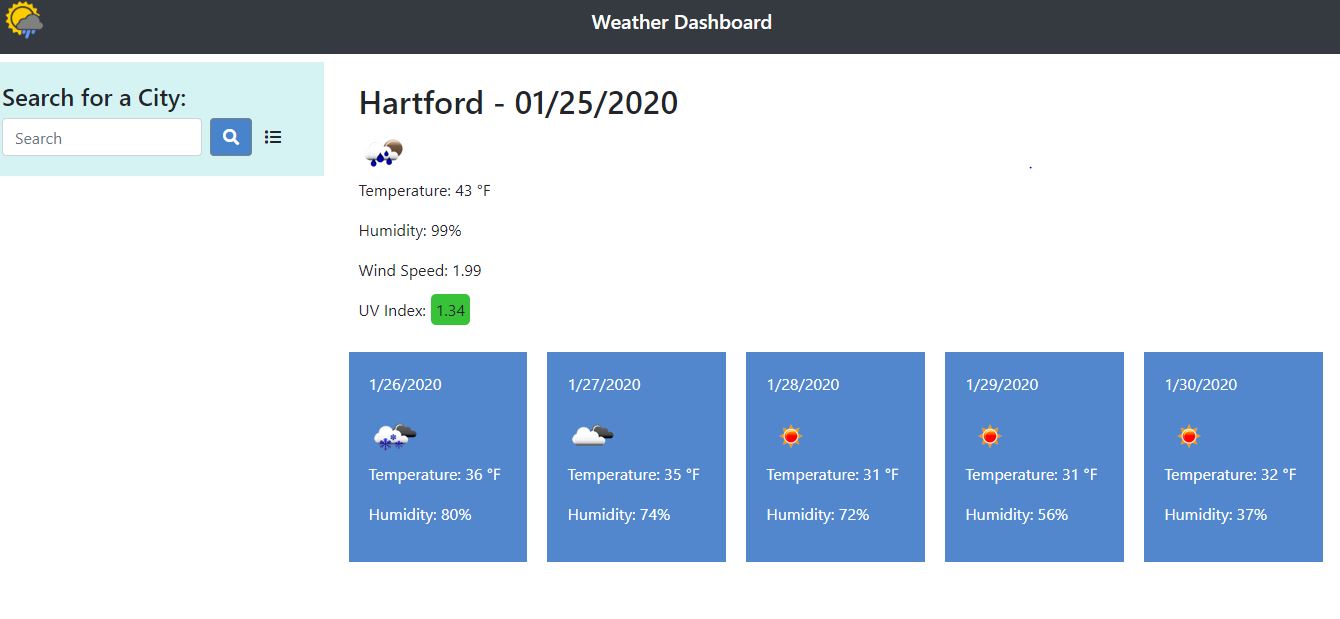 Weather Dashboard
Search for a City:
Search
Hartford - 01/25/2020
Temperature: 43 °F
Humidity: 99%
Wind Speed: 1.99
UV Index: 1.34
1/26/2020
Temperature: 36 °F
Humidity: 80%
1/27/2020
Temperature: 35 °F
Humidity: 74%
1/28/2020
Temperature: 31 °F
Humidity: 72%
1/29/2020
Temperature: 31 °F
Humidity: 56%
1/30/2020
Temperature: 32 °F
Humidity: 37%